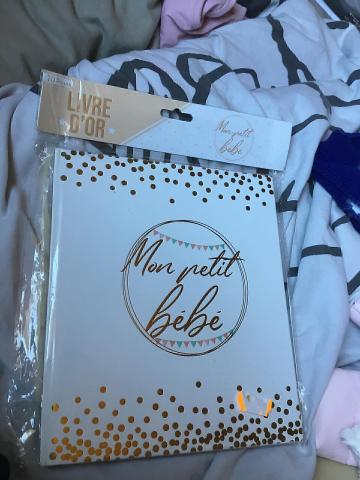 LIVRE
D'OR
Mon petit
bébé
Mon petit
bébé